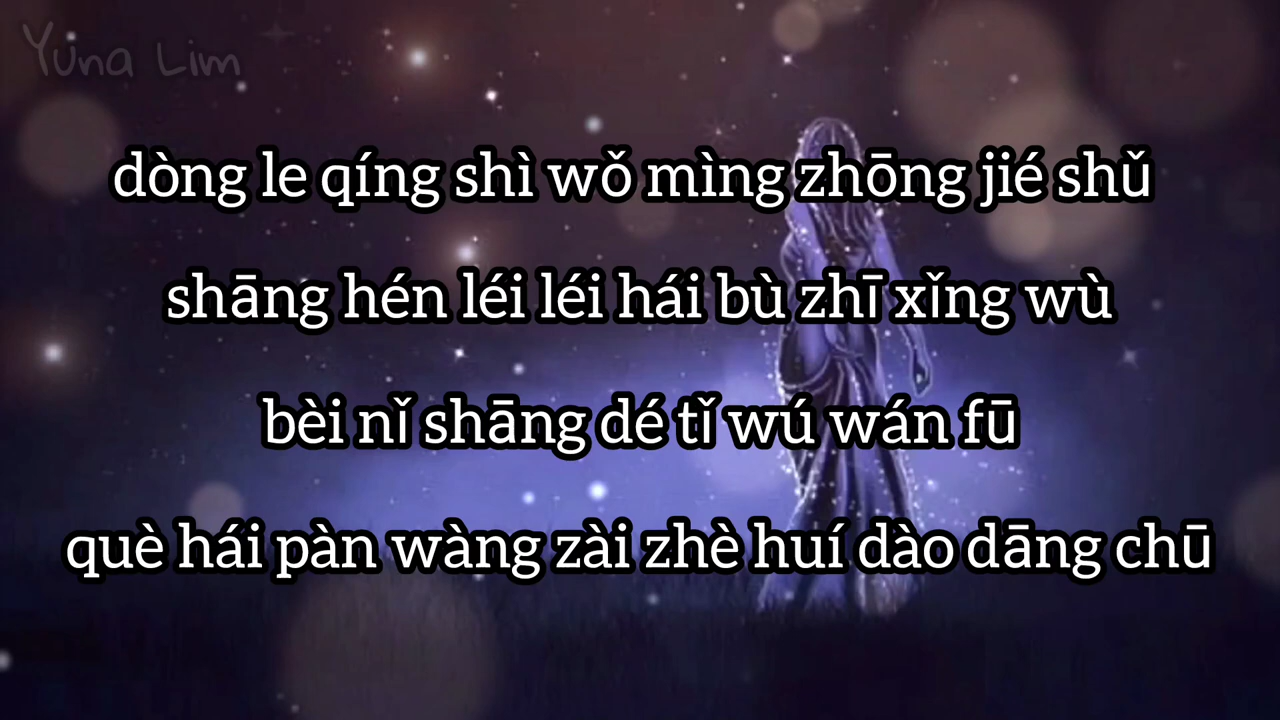 Yuna Lim
dòng le qíng shì wǒ mìng zhōng jié shǔ
shāng hén léi léi hái bù zhī xǐng wù
bèi nǐ shāng dé tǐ wú wán fū
què hái pàn wàng zài zhè huí dào dāng chū